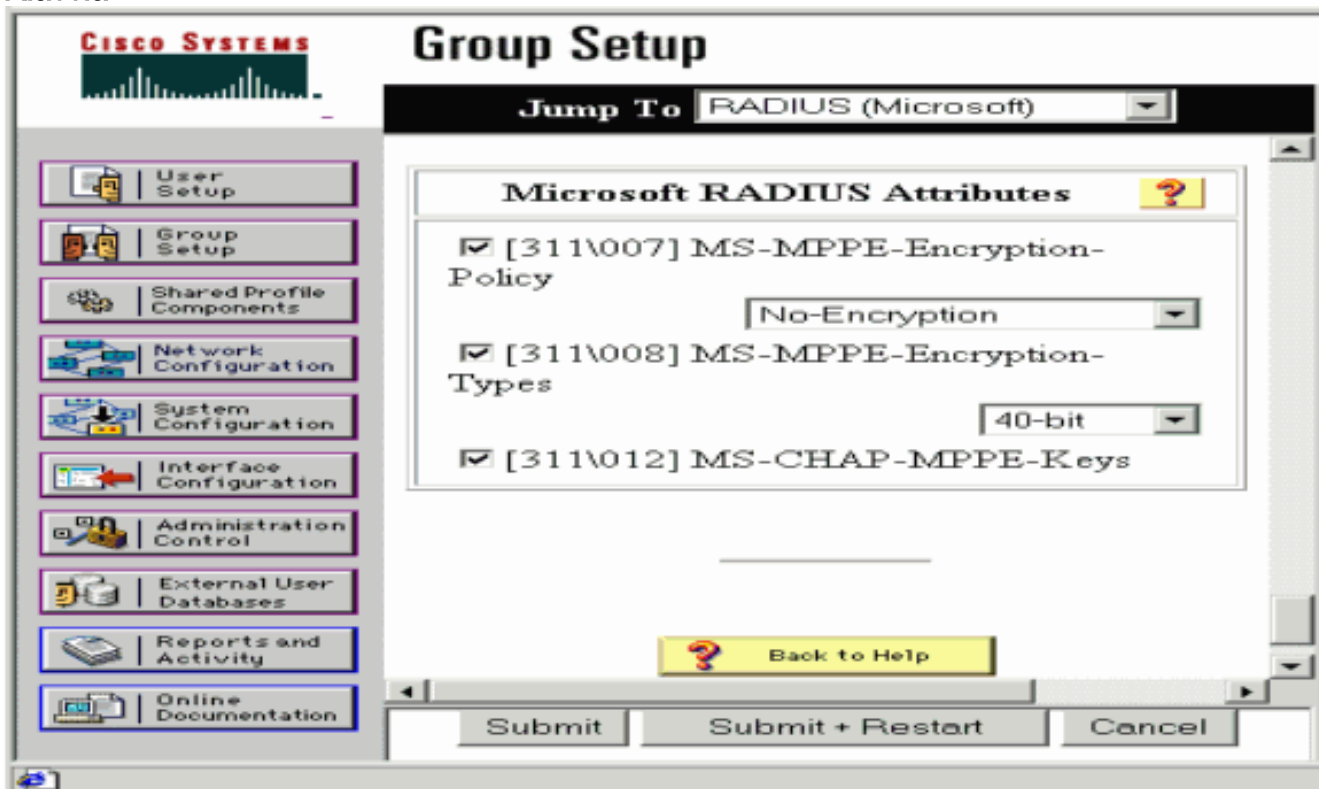 CISCO SYSTEMS
Group Setup
Jump To RADIUS (Microsoft)
User
Setup
Group
Setup
Shared Profile
Components
Network
Configuration
System
Configuration
Interface
Configuration
Administration
Control
External User
Databases
Reports and
Activity
Online
Documentation
Microsoft RADIUS Attributes
[311\007] MS-MPPE-Encryption-
Policy
No-Encryption
[311\008] MS-MPPE-Encryption-
Types
40-bit
[311\012] MS-CHAP-MPPE-Keys
Back to Help
Submit
Submit + Restart
Cancel